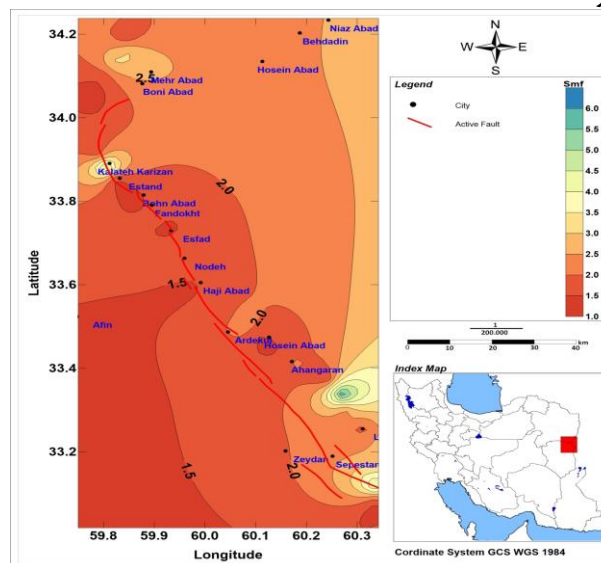 34.2
34.0
33.8
33.6
33.4
33.2
Latitude
59.8
59.9
60.0
60.1
60.2
60.3
Longitude
Niaz Abad
Behdadin
Hosein Abad
2.5
Mehr Abad
Boni Abad
Kalateh Karizan
Estand
2.0
Bohn Abad
Fandokht
Esfad
Nodeh
1.5
Haji Abad
Afin
2.0
Ardekul
Hosein Abad
Ahangaran
L
Zeydan
Sepestan
1.5
2.0
N
W
E
S
Legend
City
Active Fault
Smf
6.0
5.5
5.0
4.5
4.0
3.5
3.0
2.5
2.0
1.5
1.0
1
200.000
0
10
20
30
40
km
Index Map
Cordinate System GCS WGS 1984